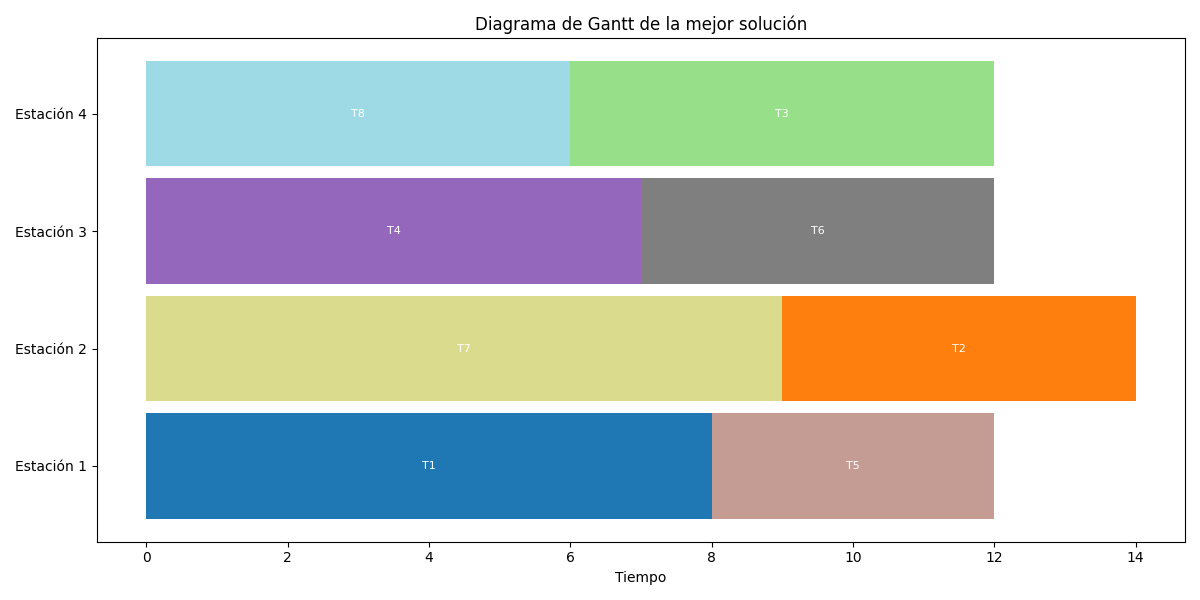 Diagrama de Gantt de la mejor solución
Estación 4
T8
T3
Estación 3
T4
T6
Estación 2
T7
T2
Estación 1
T1
T5
0 2 4 6 8 10 12 14
Tiempo